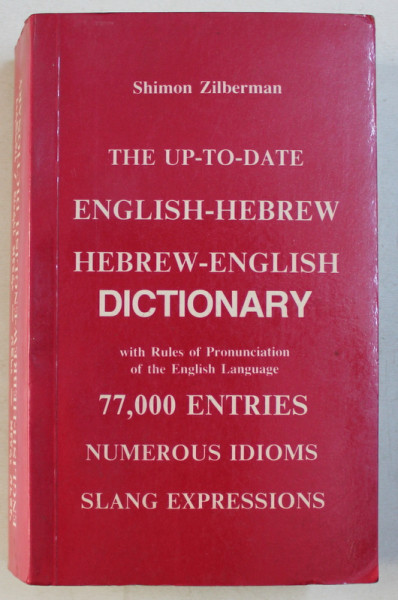 Shimon Zilberman
THE UP-TO-DATE
ENGLISH-HEBREW
HEBREW-ENGLISH
DICTIONARY
with Rules of Pronunciation
of the English Language
77,000 ENTRIES
NUMEROUS IDIOMS
SLANG EXPRESSIONS